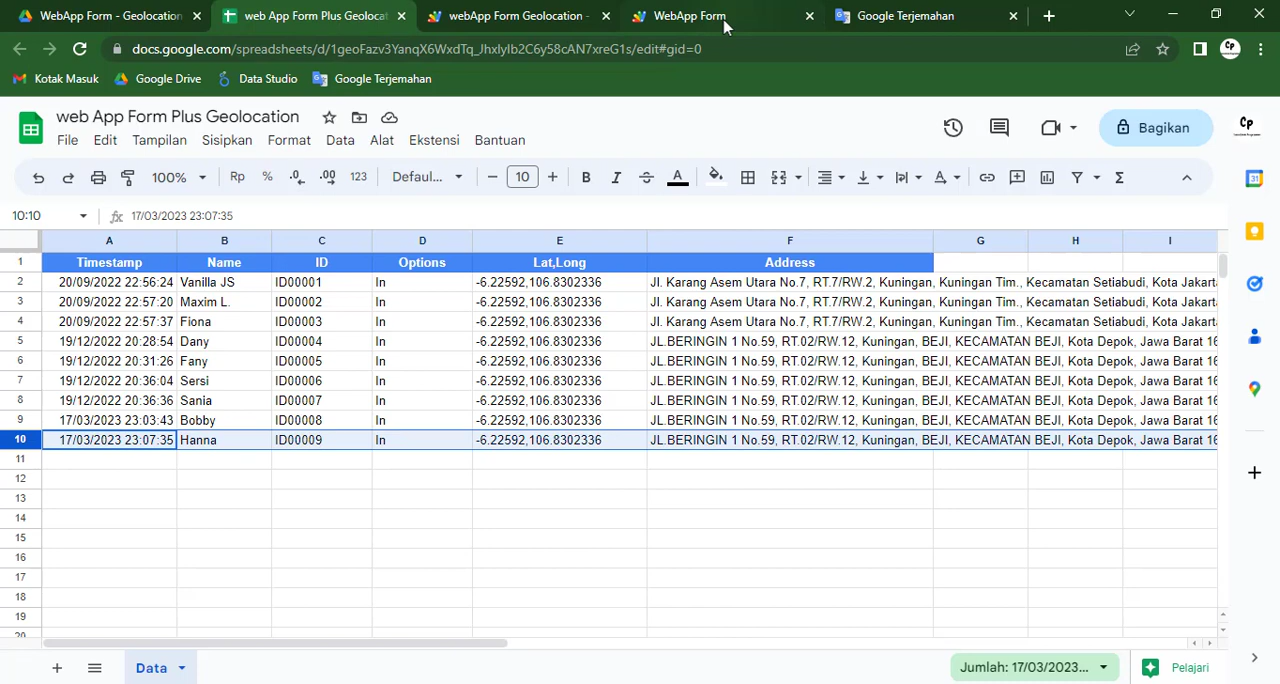 WebApp Form - Geolocation
web App Form Plus Geolocat
webApp Form Geolocation -
WebApp Form
Google Terjemahan
docs.google.com/spreadsheets/d/1geoFazv3YanqX6WxdTq_JhxlyIb2C6y58cAN7xreG1s/edit#gid=0
Kotak Masuk
Google Drive
Data Studio
Google Terjemahan
web App Form Plus Geolocation
File Edit Tampilan Sisipkan Format Data Alat Ekstensi Bantuan
Bagikan
100% Rp % .0 .00 123 Defaul... 10 B I A
10:10 fx 17/03/2023 23:07:35
A B C D E F G H I
1 Timestamp Name ID Options Lat,Long Address
2 20/09/2022 22:56:24 Vanilla JS ID00001 In -6.22592,106.8302336 Jl. Karang Asem Utara No.7, RT.7/RW.2, Kuningan, Kuningan Tim., Kecamatan Setiabudi, Kota Jakart
3 20/09/2022 22:57:20 Maxim L. ID00002 In -6.22592,106.8302336 Jl. Karang Asem Utara No.7, RT.7/RW.2, Kuningan, Kuningan Tim., Kecamatan Setiabudi, Kota Jakart
4 20/09/2022 22:57:37 Fiona ID00003 In -6.22592,106.8302336 Jl. Karang Asem Utara No.7, RT.7/RW.2, Kuningan, Kuningan Tim., Kecamatan Setiabudi, Kota Jakart
5 19/12/2022 20:28:54 Dany ID00004 In -6.22592,106.8302336 JL.BERINGIN 1 No.59, RT.02/RW.12, Kuningan, BEJI, KECAMATAN BEJI, Kota Depok, Jawa Barat 16
6 19/12/2022 20:31:26 Fany ID00005 In -6.22592,106.8302336 JL.BERINGIN 1 No.59, RT.02/RW.12, Kuningan, BEJI, KECAMATAN BEJI, Kota Depok, Jawa Barat 16
7 19/12/2022 20:36:04 Sersi ID00006 In -6.22592,106.8302336 JL.BERINGIN 1 No.59, RT.02/RW.12, Kuningan, BEJI, KECAMATAN BEJI, Kota Depok, Jawa Barat 16
8 19/12/2022 20:36:36 Sania ID00007 In -6.22592,106.8302336 JL.BERINGIN 1 No.59, RT.02/RW.12, Kuningan, BEJI, KECAMATAN BEJI, Kota Depok, Jawa Barat 16
9 17/03/2023 23:03:43 Bobby ID00008 In -6.22592,106.8302336 JL.BERINGIN 1 No.59, RT.02/RW.12, Kuningan, BEJI, KECAMATAN BEJI, Kota Depok, Jawa Barat 16
10 17/03/2023 23:07:35 Hanna ID00009 In -6.22592,106.8302336 JL.BERINGIN 1 No.59, RT.02/RW.12, Kuningan, BEJI, KECAMATAN BEJI, Kota Depok, Jawa Barat 16
11
12
13
14
15
16
17
18
19
20
Data
Jumlah: 17/03/2023...
Pelajari